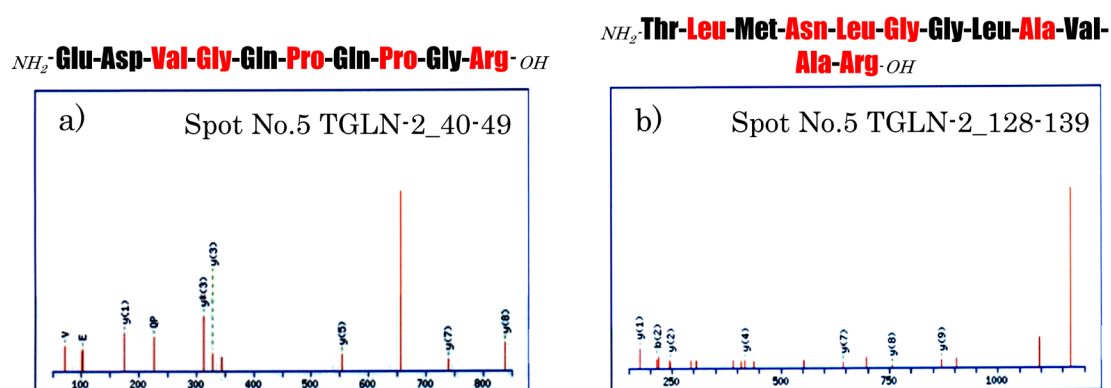 NH2-Glu-Asp-Val-Gly-Gln-Pro-Gln-Pro-Gly-Arg-OH
a)
Spot No.5 TGLN-2_40-49
V
E
y(1)
QP
y*(3)
y(3)
y(5)
y(7)
y(8)
100 200 300 400 500 600 700 800
NH2-Thr-Leu-Met-Asn-Leu-Gly-Gly-Leu-Ala-Val-
Ala-Arg-OH
b)
Spot No.5 TGLN-2_128-139
y(1)
b(2)
y(2)
y(4)
y(7)
y(8)
y(9)
250 500 750 1000